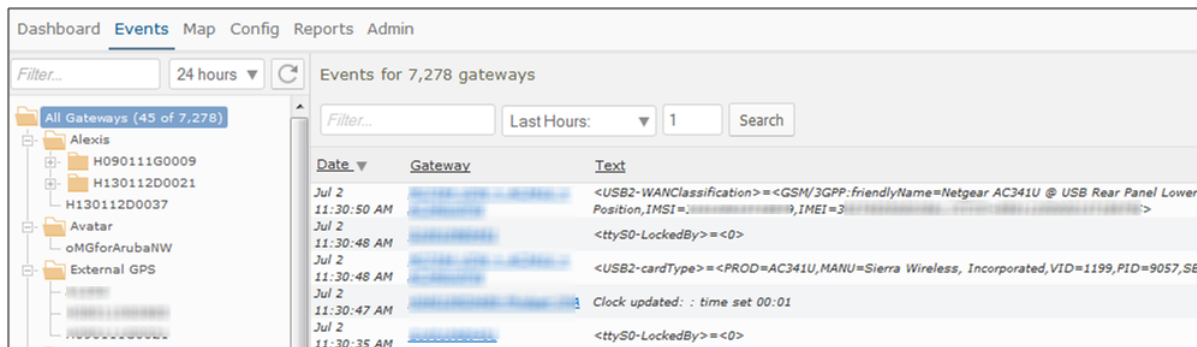 Dashboard Events Map Config Reports Admin
Filter... 24 hours
Events for 7,278 gateways
All Gateways (45 of 7,278)
Alexis
H090111G0009
H130112D0021
H130112D0037
Avatar
oMGforArubaNW
External GPS
Filter... Last Hours: 1 Search
Date Gateway Text
Jul 2
11:30:50 AM
<USB2-WANClassification>=<GSM/3GPP:friendlyName=Netgear AC341U @ USB Rear Panel Lower
Position,IMSI= ,IMEI=3 >
Jul 2
11:30:48 AM
<ttyS0-LockedBy>=<0>
Jul 2
11:30:48 AM
<USB2-cardType>=<PROD=AC341U,MANU=Sierra Wireless, Incorporated,VID=1199,PID=9057,SE
Jul 2
11:30:47 AM
Clock updated: : time set 00:01
Jul 2
11:30:35 AM
<ttyS0-LockedBy>=<0>